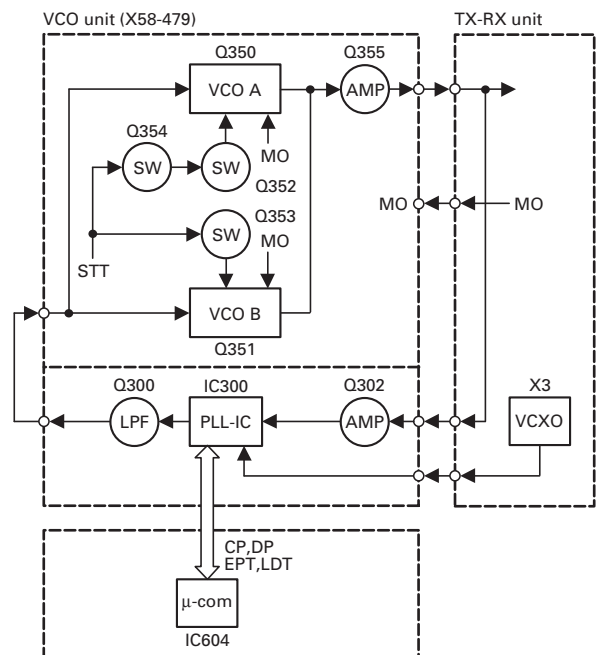 VCO unit (X58-479)
TX-RX unit
Q350
Q355
VCO A
AMP
Q354
SW
SW
MO
Q352
Q353
MO
MO
SW
MO
STT
VCO B
Q351
Q300
IC300
Q302
X3
LPF
PLL-IC
AMP
VCXO
CP,DP
EPT,LDT
μ-com
IC604